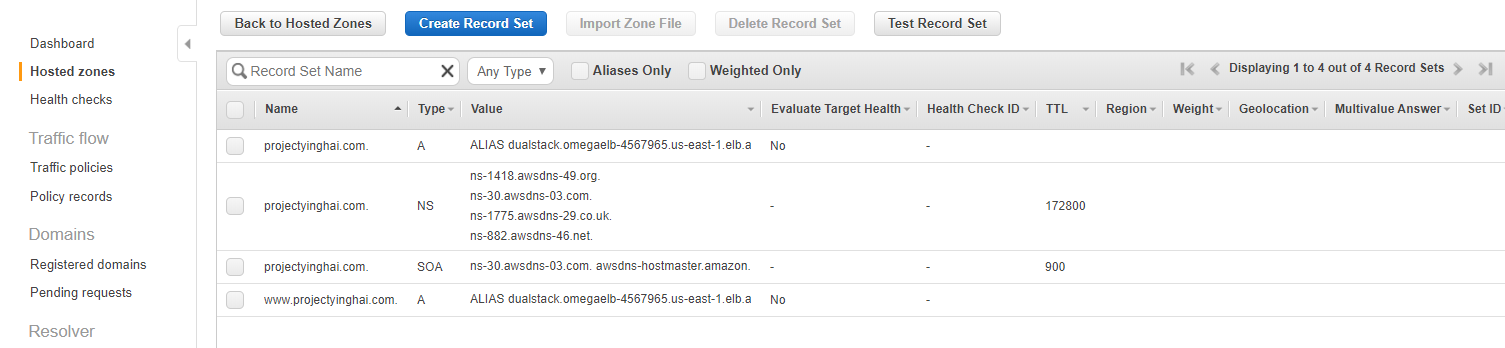 Back to Hosted Zones Create Record Set Import Zone File Delete Record Set Test Record Set
Dashboard
Hosted zones
Health checks
Traffic flow
Traffic policies
Policy records
Domains
Registered domains
Pending requests
Resolver
Record Set Name Any Type Aliases Only Weighted Only Displaying 1 to 4 out of 4 Record Sets
Name Type Value Evaluate Target Health Health Check ID TTL Region Weight Geolocation Multivalue Answer Set ID
projectyinghai.com. A ALIAS dualstack.omegaelb-4567965.us-east-1.elb.a No -
ns-1418.awsdns-49.org.
ns-30.awsdns-03.com.
projectyinghai.com. NS - - 172800
ns-1775.awsdns-29.co.uk.
ns-882.awsdns-46.net.
projectyinghai.com. SOA ns-30.awsdns-03.com. awsdns-hostmaster.amazon. - - 900
www.projectyinghai.com. A ALIAS dualstack.omegaelb-4567965.us-east-1.elb.a No -